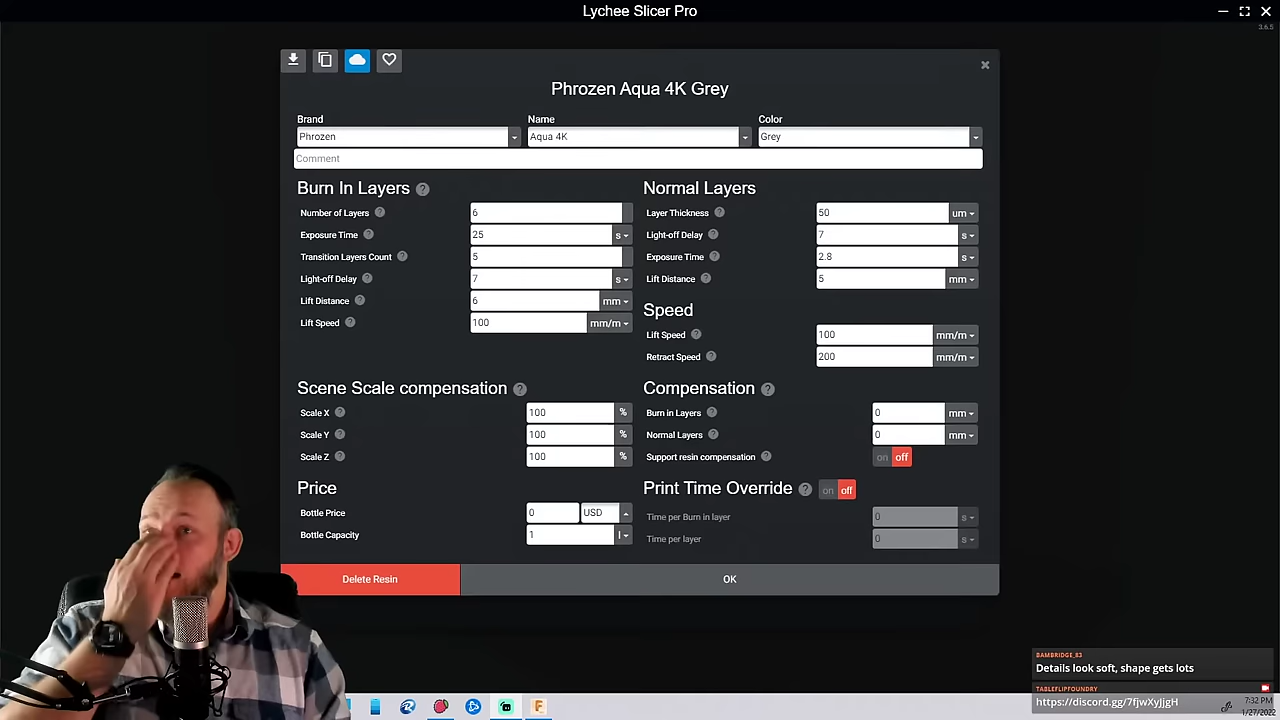 Lychee Slicer Pro
3.6.5
Phrozen Aqua 4K Grey
Brand
Name
Color
Phrozen
Aqua 4K
Grey
Comment
Burn In Layers ?
Number of Layers ? 6
Exposure Time ? 25 s
Transition Layers Count ? 5
Light-off Delay ? 7 s
Lift Distance ? 6 mm
Lift Speed ? 100 mm/m
Normal Layers
Layer Thickness ? 50 um
Light-off Delay ? 7 s
Exposure Time ? 2.8 s
Lift Distance ? 5 mm
Speed
Lift Speed ? 100 mm/m
Retract Speed ? 200 mm/m
Scene Scale compensation ?
Scale X ? 100 %
Scale Y ? 100 %
Scale Z ? 100 %
Compensation ?
Burn in Layers ? 0 mm
Normal Layers ? 0 mm
Support resin compensation ? on off
Price
Bottle Price 0 USD
Bottle Capacity 1 l
Print Time Override ? on off
Time per Burn in layer 0 s
Time per layer 0 s
Delete Resin
OK
BAMBRIDGE_83
Details look soft, shape gets lots
TABLEFLIPFOUNDRY
https://discord.gg/7fjwXyJjgH
7:32 PM
1/27/2022